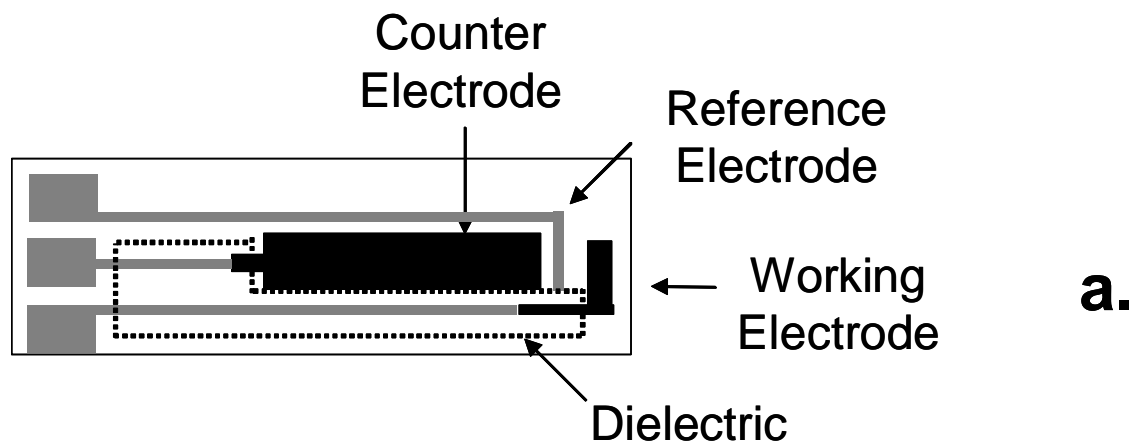 Counter
Electrode
Reference
Electrode
Working
Electrode
a.
Dielectric